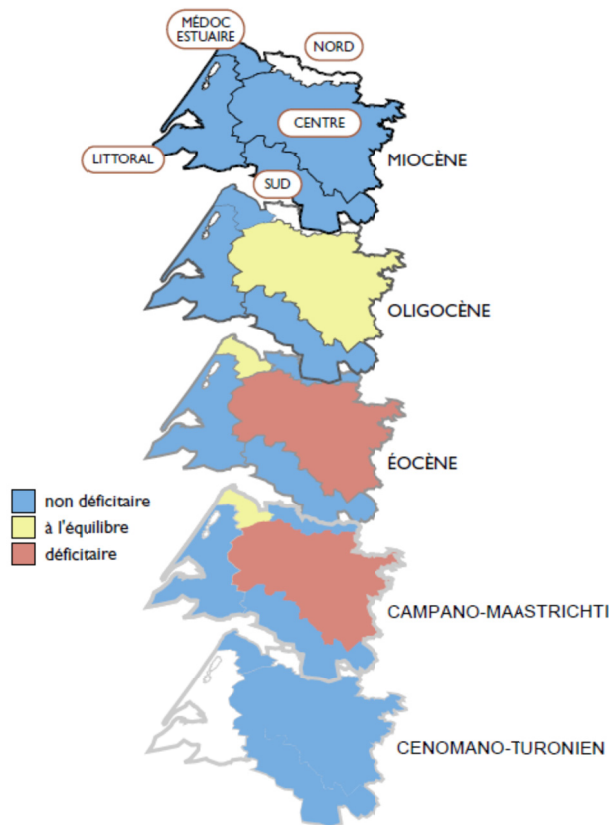 MÉDOC
ESTUAIRE
NORD
CENTRE
LITTORAL
MIOCÈNE
SUD
OLIGOCÈNE
ÉOCÈNE
non déficitaire
à l'équilibre
déficitaire
CAMPANO-MAASTRICHTI
CENOMANO-TURONIEN